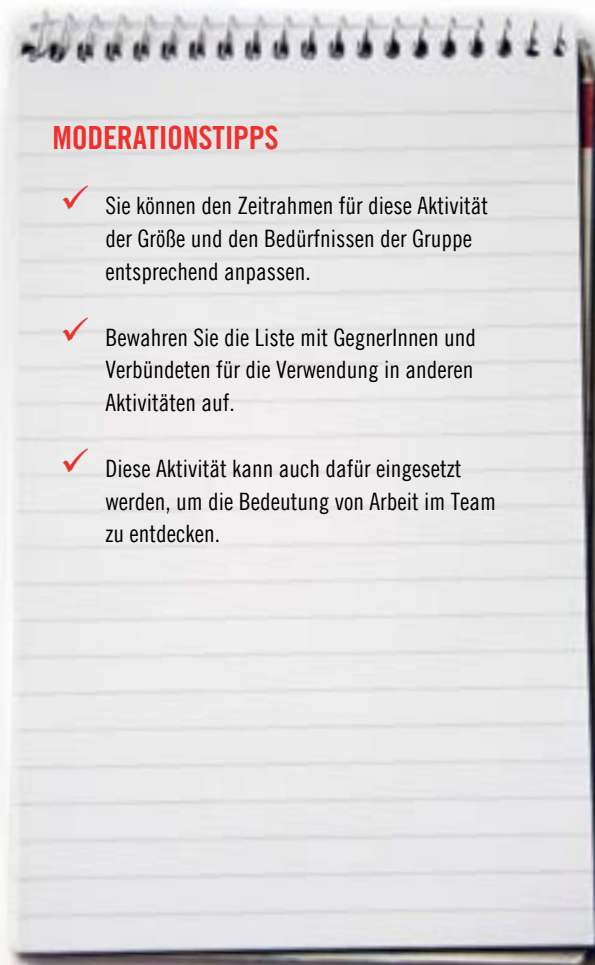 MODERATIONSTIPPS
✓ Sie können den Zeitrahmen für diese Aktivität
der Größe und den Bedürfnissen der Gruppe
entsprechend anpassen.
✓ Bewahren Sie die Liste mit GegnerInnen und
Verbündeten für die Verwendung in anderen
Aktivitäten auf.
✓ Diese Aktivität kann auch dafür eingesetzt
werden, um die Bedeutung von Arbeit im Team
zu entdecken.